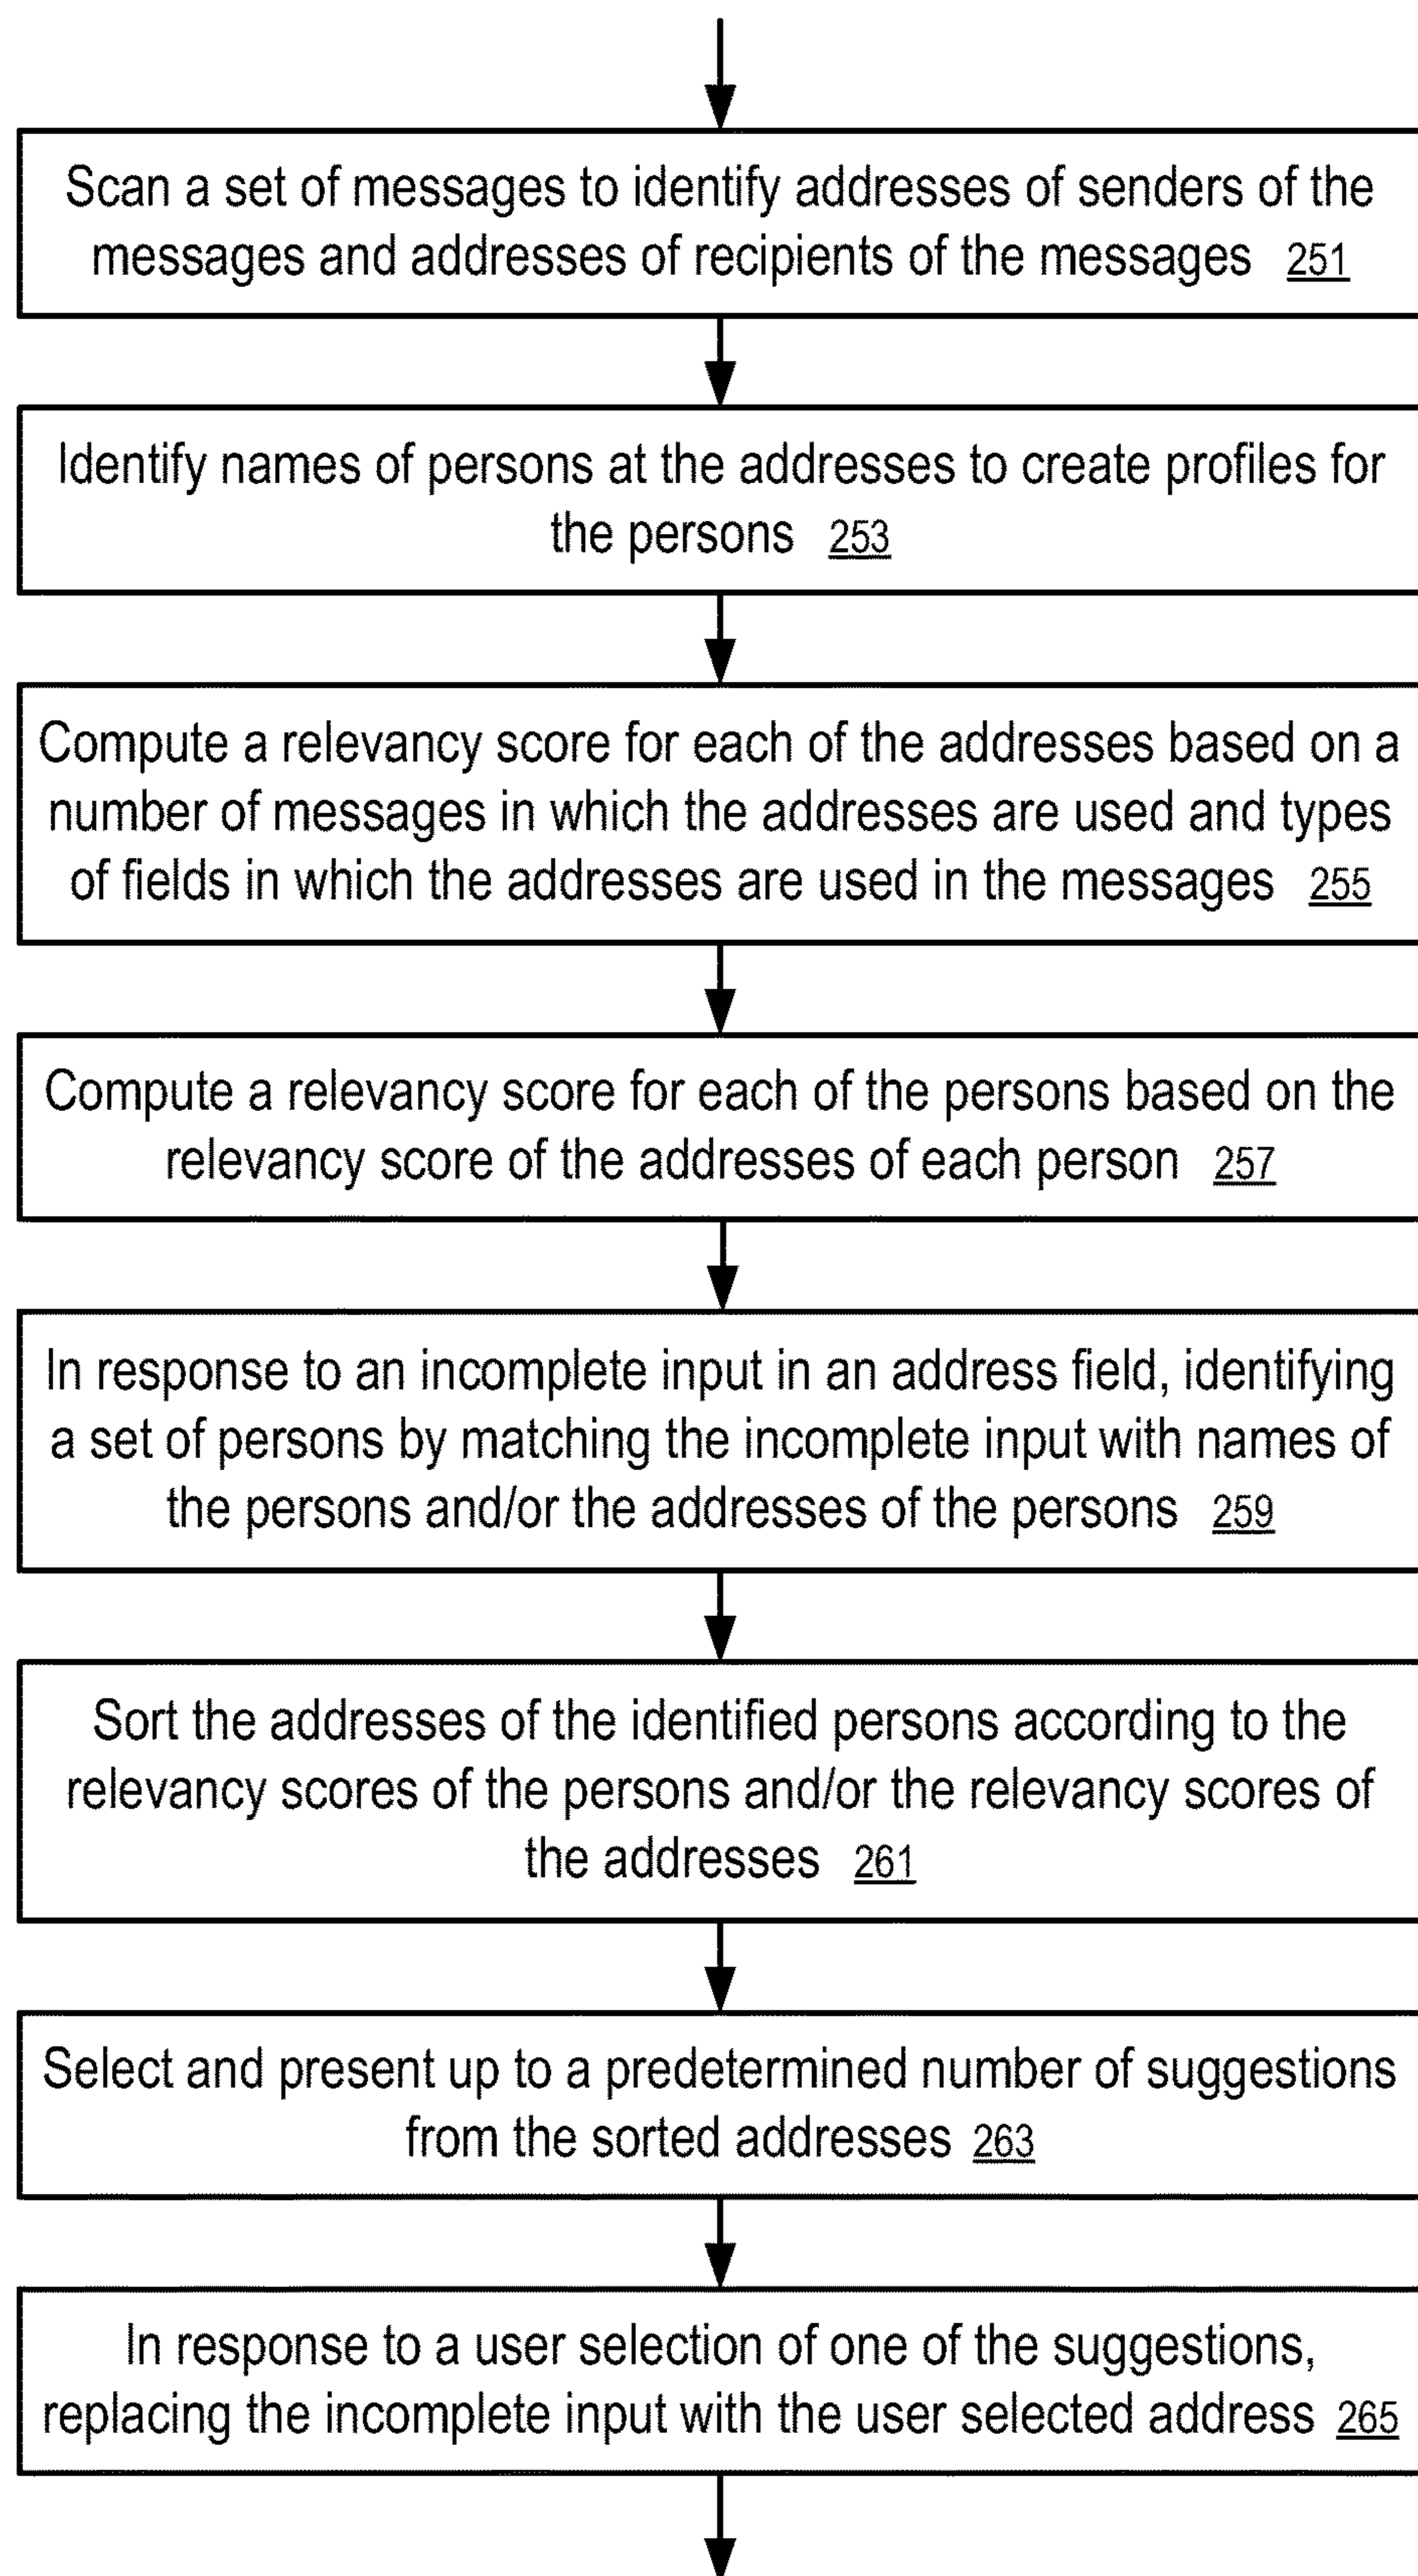 Scan a set of messages to identify addresses of senders of the
messages and addresses of recipients of the messages 251
Identify names of persons at the addresses to create profiles for
the persons 253
Compute a relevancy score for each of the addresses based on a
number of messages in which the addresses are used and types
of fields in which the addresses are used in the messages 255
Compute a relevancy score for each of the persons based on the
relevancy score of the addresses of each person 257
In response to an incomplete input in an address field, identifying
a set of persons by matching the incomplete input with names of
the persons and/or the addresses of the persons 259
Sort the addresses of the identified persons according to the
relevancy scores of the persons and/or the relevancy scores of
the addresses 261
Select and present up to a predetermined number of suggestions
from the sorted addresses 263
In response to a user selection of one of the suggestions,
replacing the incomplete input with the user selected address 265